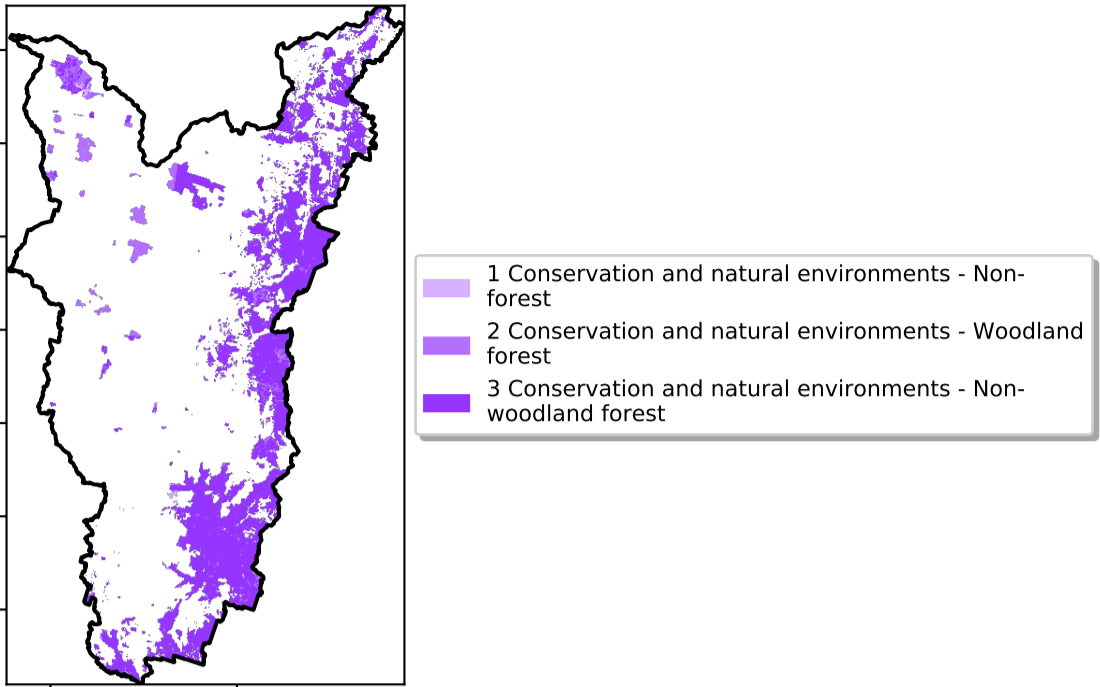 1 Conservation and natural environments - Non-
forest
2 Conservation and natural environments - Woodland
forest
3 Conservation and natural environments - Non-
woodland forest